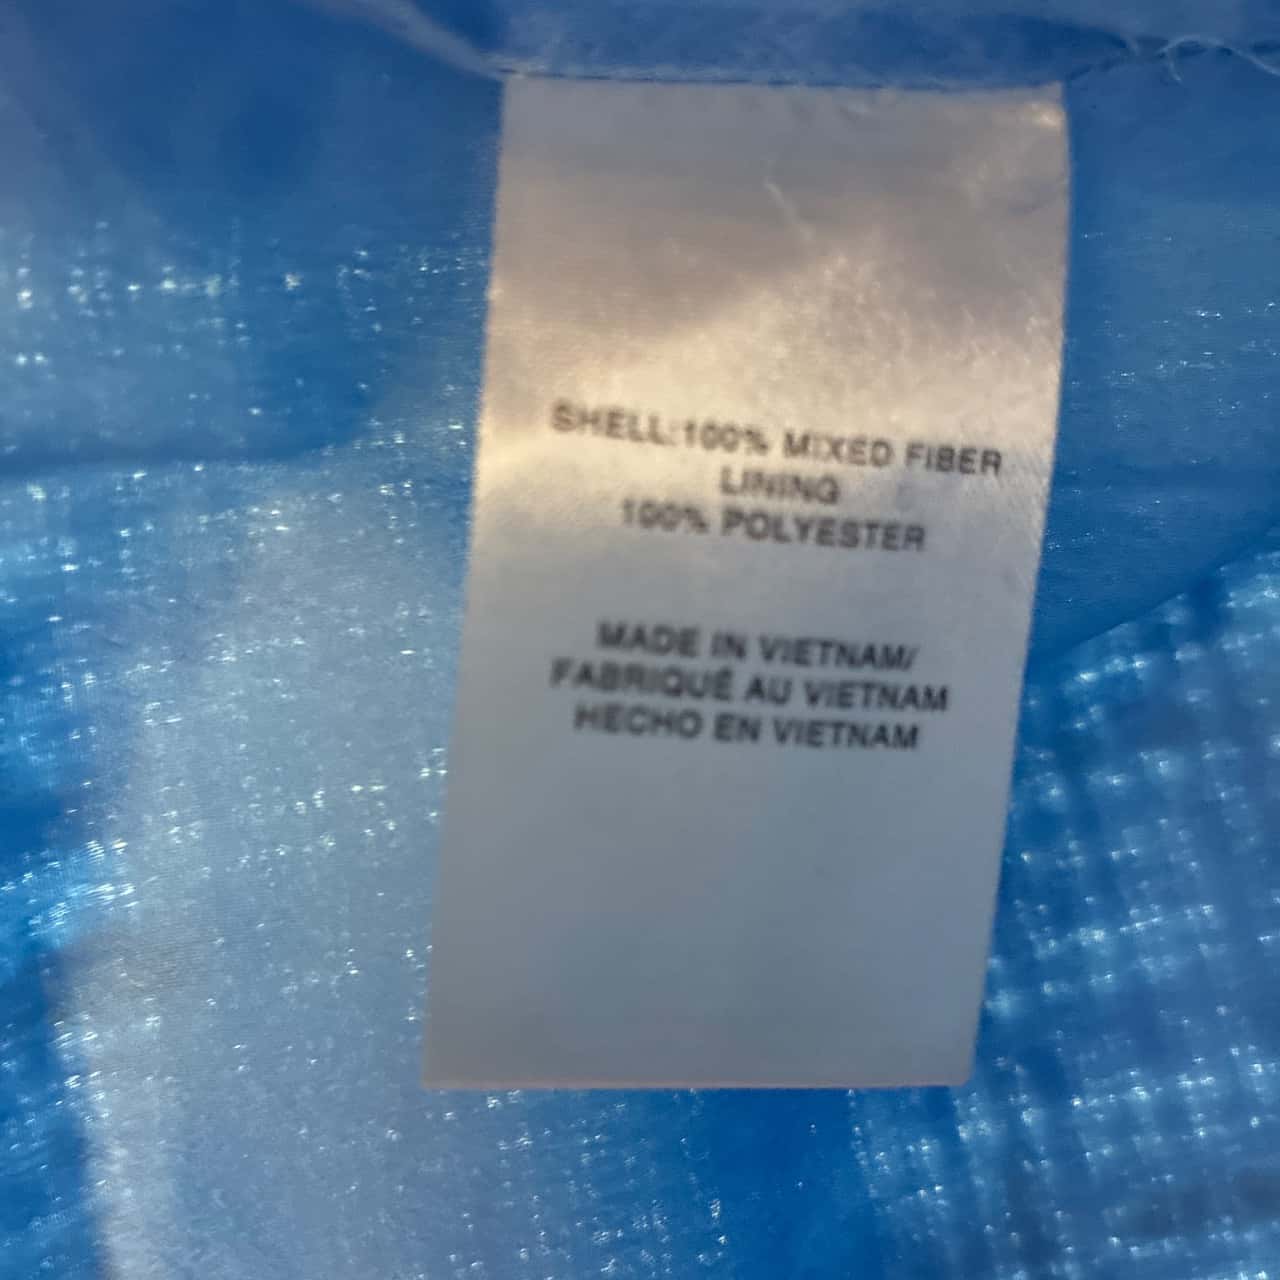 SHELL:100% MIXED FIBER
LINING
100% POLYESTER
MADE IN VIETNAM/
FABRIQUÉ AU VIETNAM
HECHO EN VIETNAM